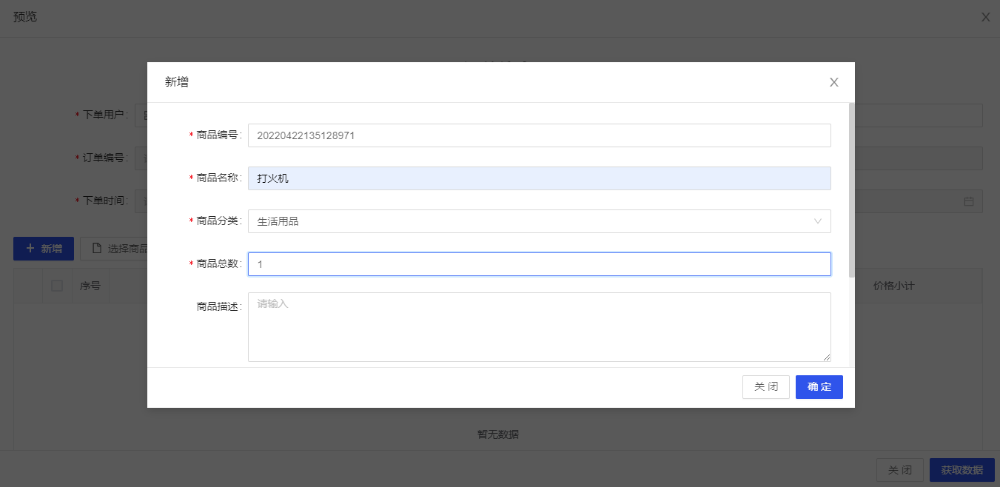 预览
新增
* 下单用户:
* 商品编号: 20220422135128971
* 订单编号:
* 商品名称: 打火机
* 下单时间:
* 商品分类: 生活用品
新增 选择商品
* 商品总数: 1
序号 价格小计
商品描述: 请输入
关 闭 确 定
暂无数据
关 闭 获取数据